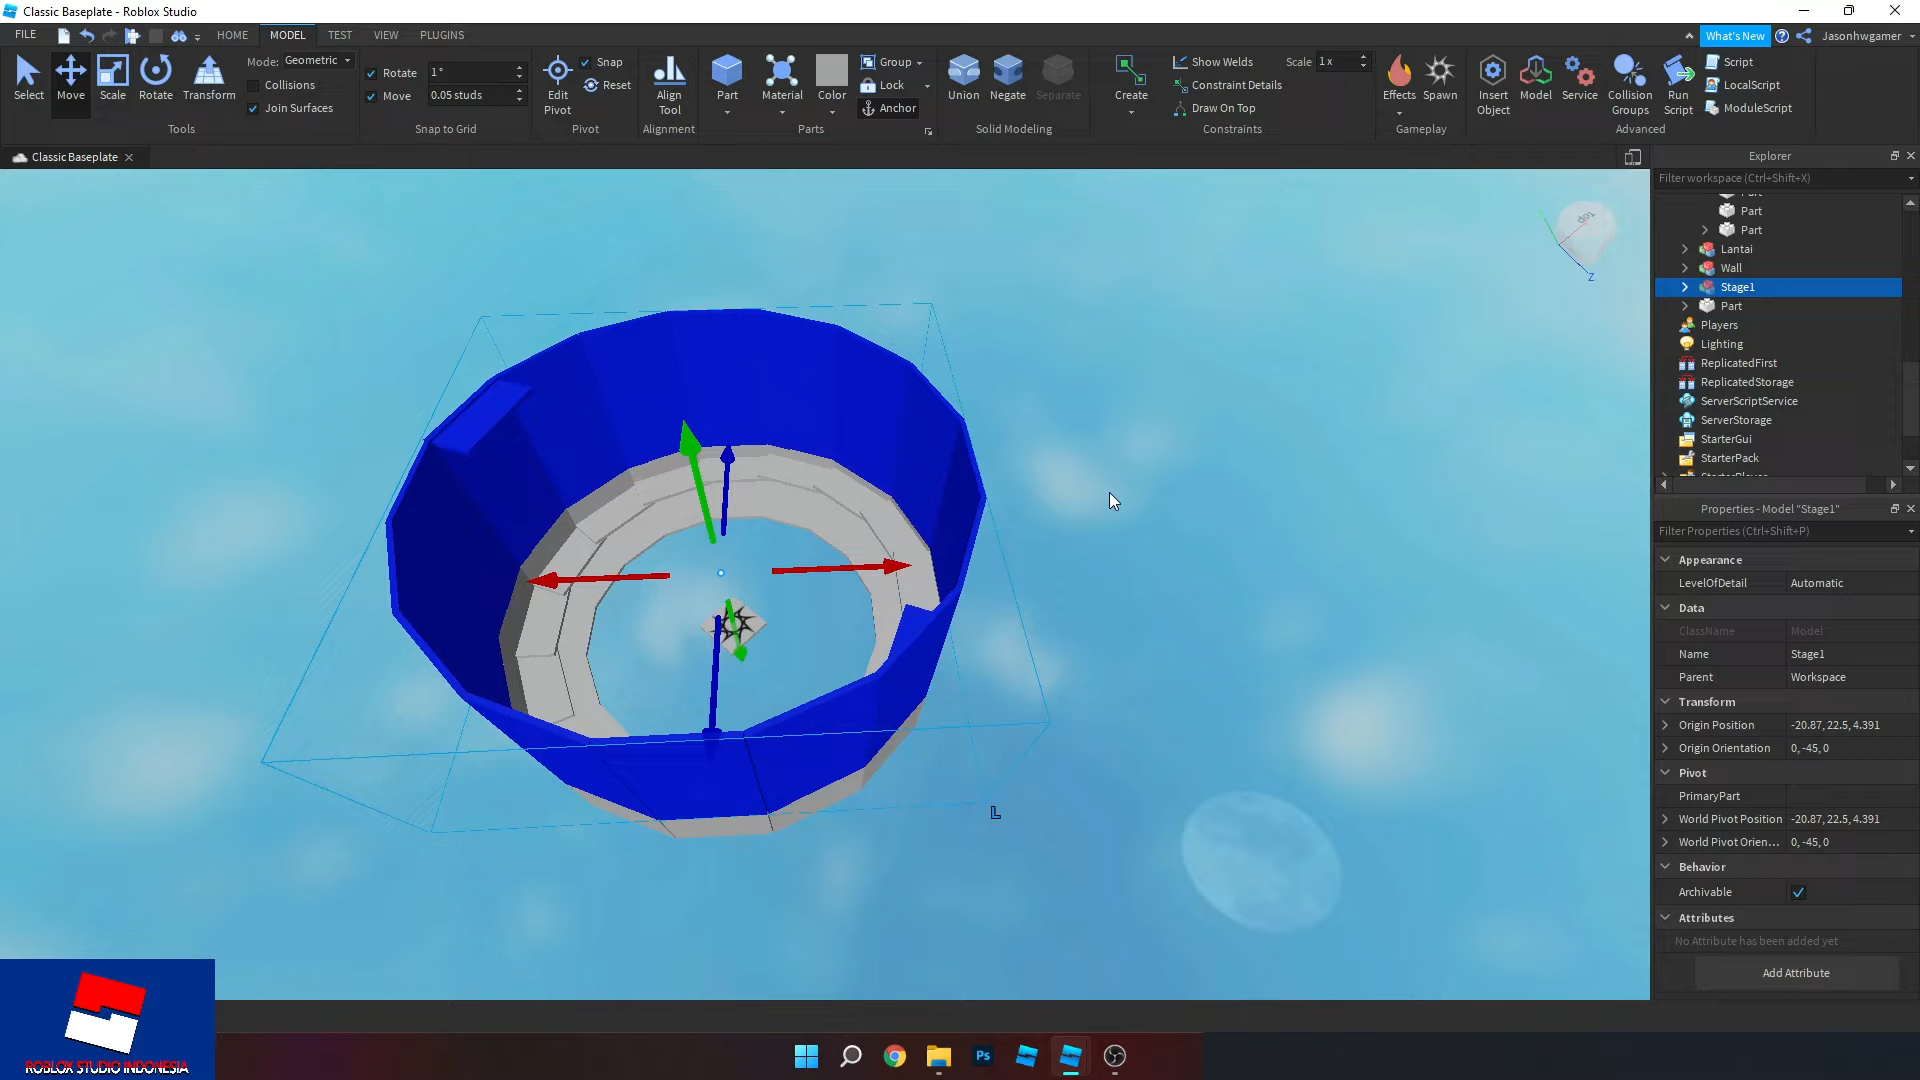 Classic Baseplate - Roblox Studio
FILE HOME MODEL TEST VIEW PLUGINS What's New Jasonhwgamer
Select Move Scale Rotate Transform
Mode: Geometric
Collisions
Join Surfaces
Tools
Rotate 1°
Move 0.05 studs
Snap to Grid
Edit Pivot
Snap
Reset
Pivot
Align Tool
Alignment
Part Material Color
Group
Lock
Anchor
Parts
Union Negate Separate
Solid Modeling
Create
Show Welds
Constraint Details
Draw On Top
Scale 1 x
Constraints
Effects Spawn
Gameplay
Insert Object
Model
Service
Collision Groups
Run Script
Script
LocalScript
ModuleScript
Advanced
Classic Baseplate
Top
Z
L
Explorer
Filter workspace (Ctrl+Shift+X)
Part
Part
Lantai
Wall
Stage1
Part
Players
Lighting
ReplicatedFirst
ReplicatedStorage
ServerScriptService
ServerStorage
StarterGui
StarterPack
StarterPlayer
Properties - Model "Stage1"
Filter Properties (Ctrl+Shift+P)
Appearance
LevelOfDetail Automatic
Data
ClassName Model
Name Stage1
Parent Workspace
Transform
Origin Position -20.87, 22.5, 4.391
Origin Orientation 0, -45, 0
Pivot
PrimaryPart
World Pivot Position -20.87, 22.5, 4.391
World Pivot Orien... 0, -45, 0
Behavior
Archivable
Attributes
No Attribute has been added yet
Add Attribute
ROBLOX STUDIO INDONESIA
Ps